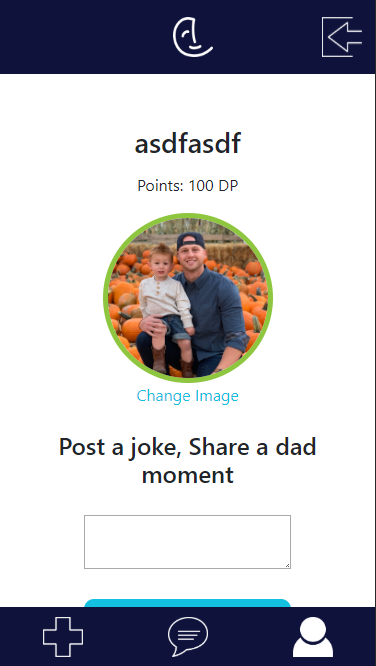 asdfasdf
Points: 100 DP
Change Image
Post a joke, Share a dad
moment